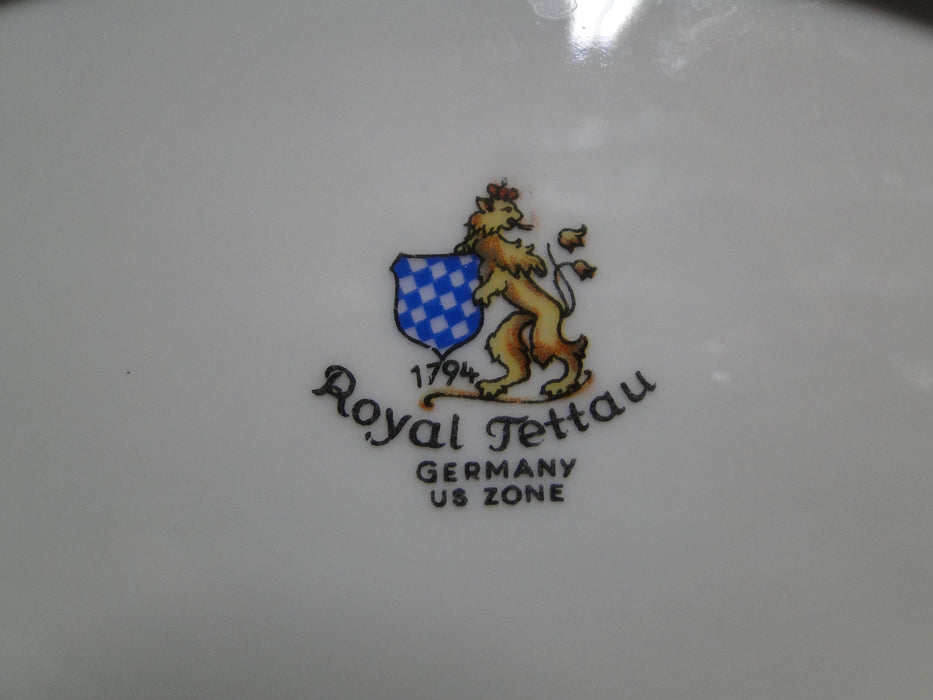 1794
Royal Tettau
GERMANY
US ZONE